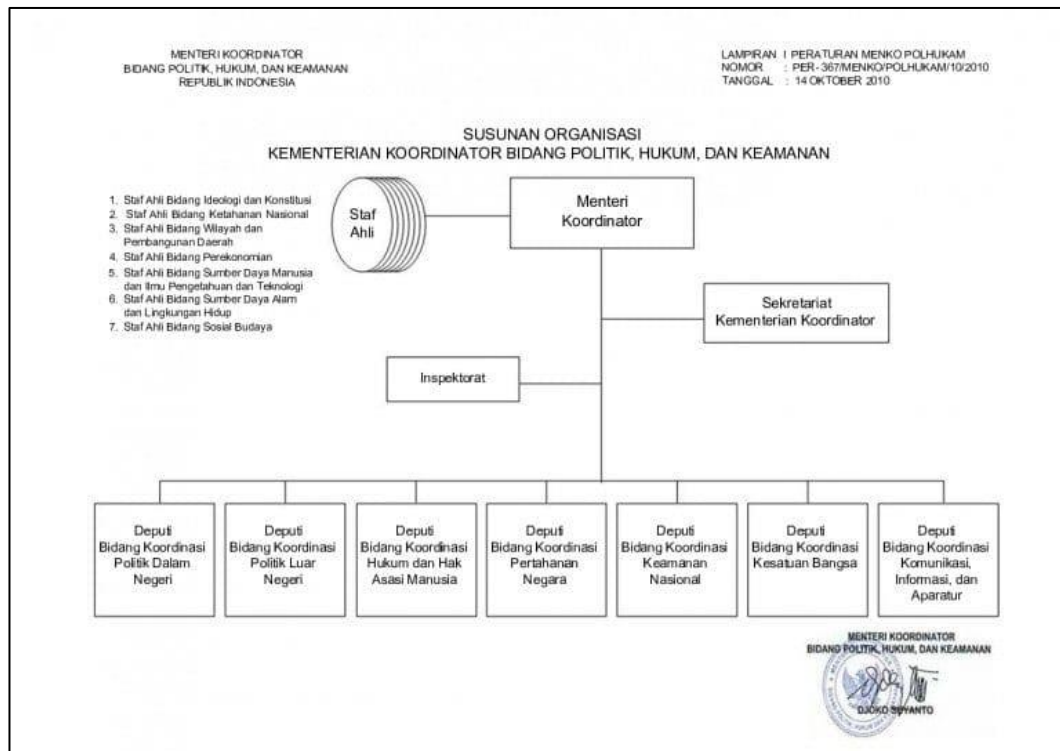 MENTERI KOORDINATOR
BIDANG POLITIK, HUKUM, DAN KEAMANAN
REPUBLIK INDONESIA
LAMPIRAN I PERATURAN MENKO POLHUKAM
NOMOR : PER-367/MENKO/POLHUKAM/10/2010
TANGGAL : 14 OKTOBER 2010
SUSUNAN ORGANISASI
KEMENTERIAN KOORDINATOR BIDANG POLITIK, HUKUM, DAN KEAMANAN
1. Staf Ahli Bidang Ideologi dan Konstitusi
2. Staf Ahli Bidang Ketahanan Nasional
3. Staf Ahli Bidang Wilayah dan
Pembangunan Daerah
4. Staf Ahli Bidang Perekonomian
5. Staf Ahli Bidang Sumber Daya Manusia
dan Ilmu Pengetahuan dan Teknologi
6. Staf Ahli Bidang Sumber Daya Alam
dan Lingkungan Hidup
7. Staf Ahli Bidang Sosial Budaya
Staf
Ahli
Menteri
Koordinator
Sekretariat
Kementerian Koordinator
Inspektorat
Deputi
Bidang Koordinasi
Politik Dalam
Negeri
Deputi
Bidang Koordinasi
Politik Luar
Negeri
Deputi
Bidang Koordinasi
Hukum dan Hak
Asasi Manusia
Deputi
Bidang Koordinasi
Pertahanan
Negara
Deputi
Bidang Koordinasi
Keamanan
Nasional
Deputi
Bidang Koordinasi
Kesatuan Bangsa
Deputi
Bidang Koordinasi
Komunikasi,
Informasi, dan
Aparatur
MENTERI KOORDINATOR
BIDANG POLITIK, HUKUM, DAN KEAMANAN
DJOKO SUYANTO